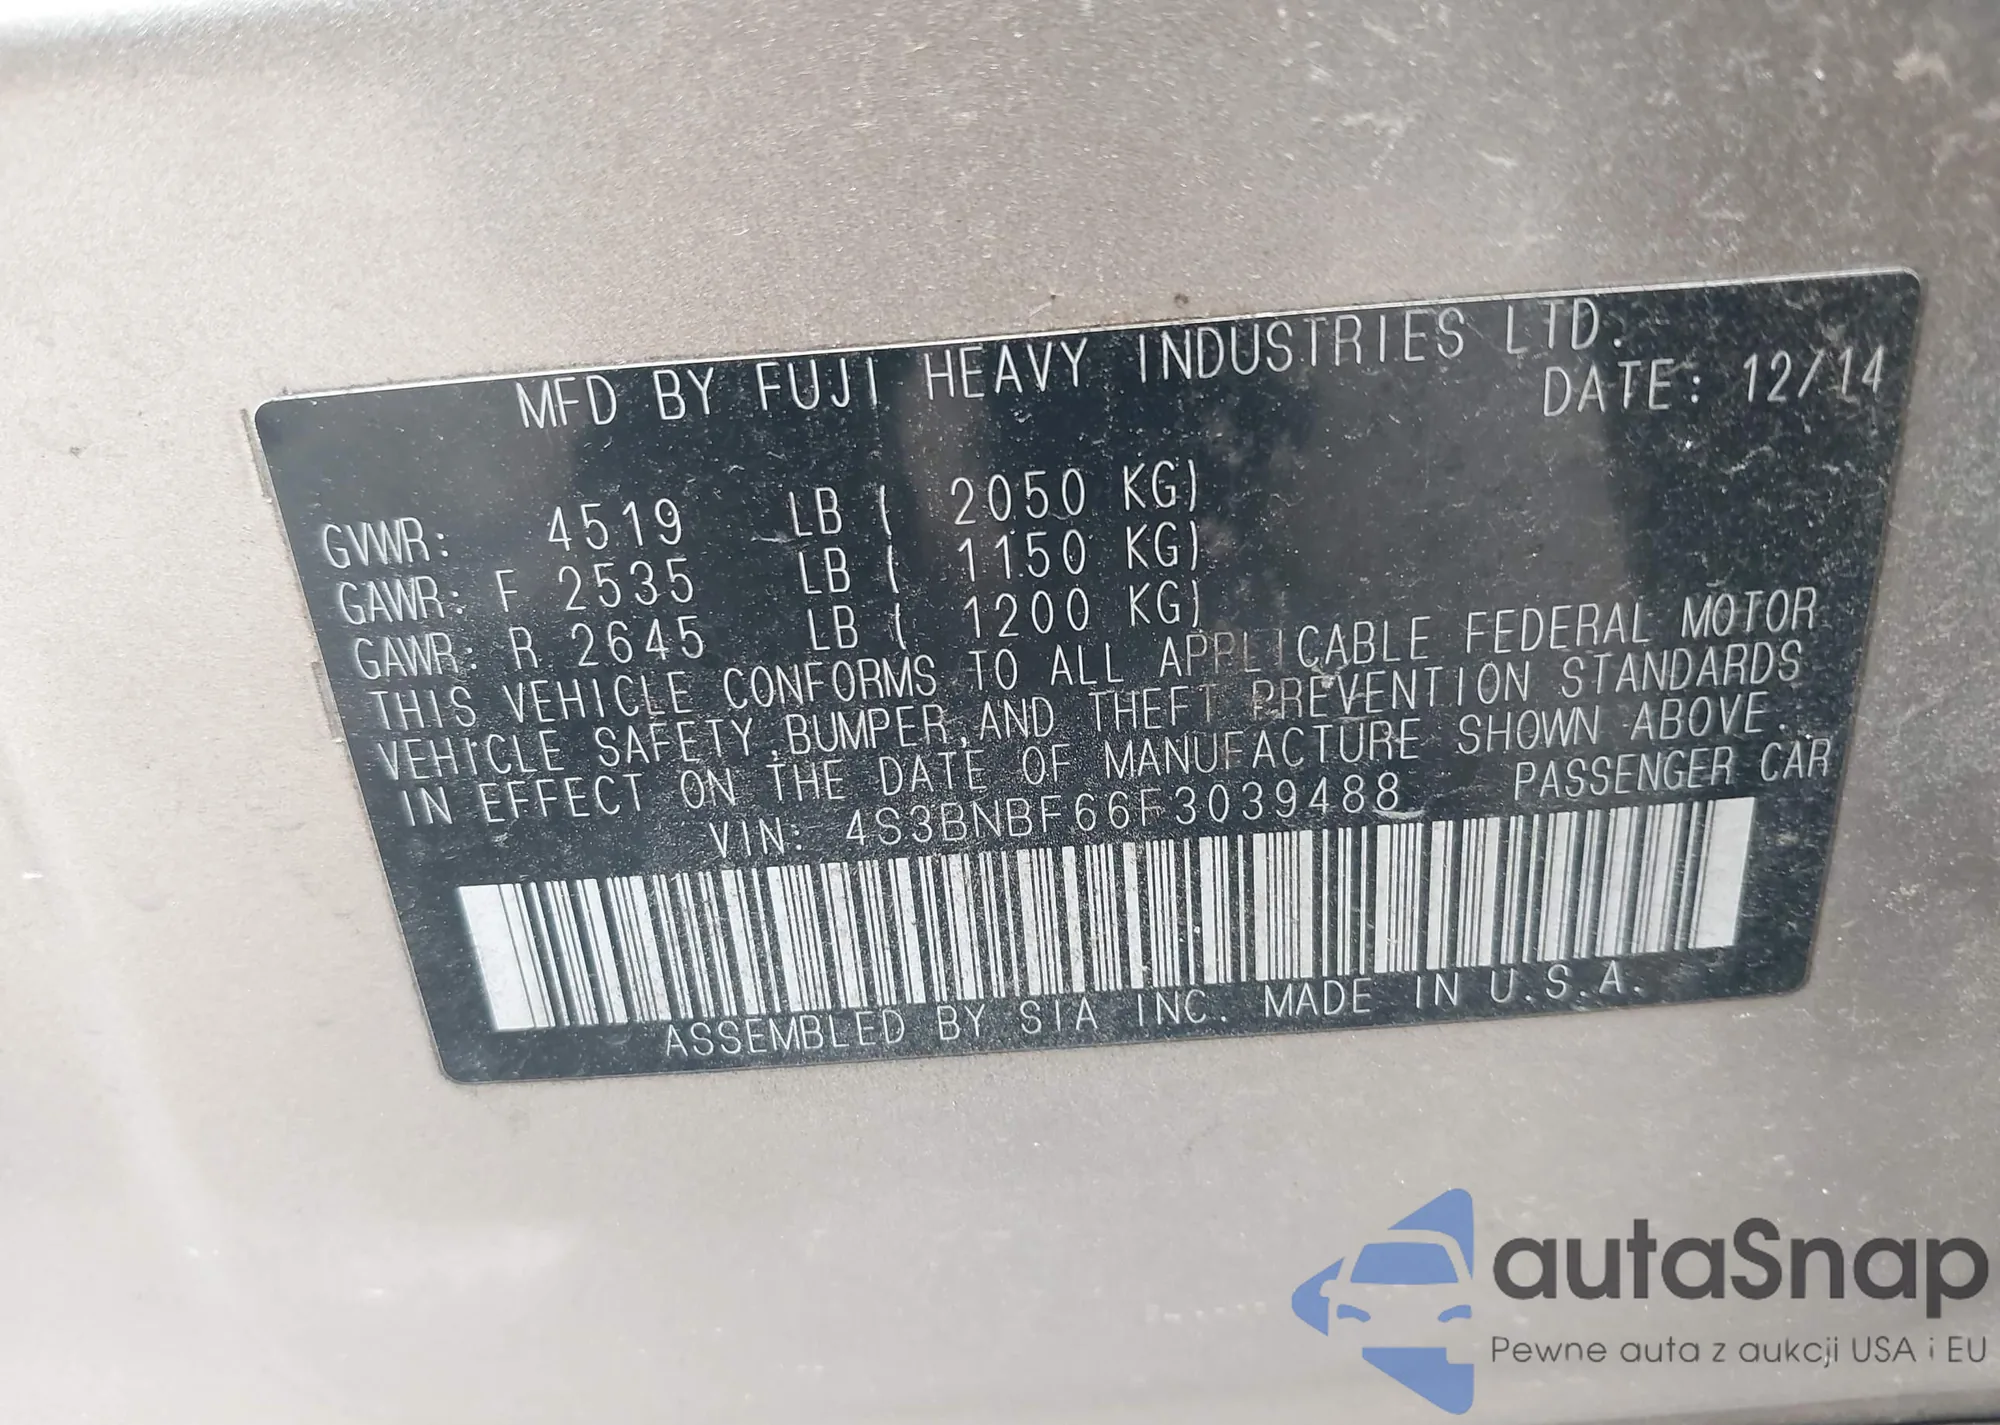 MFD BY FUJI HEAVY INDUSTRIES LTD.
DATE: 12/14
GVWR: 4519 LB ( 2050 KG)
GAWR: F 2535 LB ( 1150 KG)
GAWR: R 2645 LB ( 1200 KG)
THIS VEHICLE CONFORMS TO ALL APPLICABLE FEDERAL MOTOR
VEHICLE SAFETY,BUMPER,AND THEFT PREVENTION STANDARDS
IN EFFECT ON THE DATE OF MANUFACTURE SHOWN ABOVE.
VIN: 4S3BNBF66F3039488 PASSENGER CAR
ASSEMBLED BY SIA INC. MADE IN U.S.A.
autaSnap
Pewne auta z aukcji USA i EU